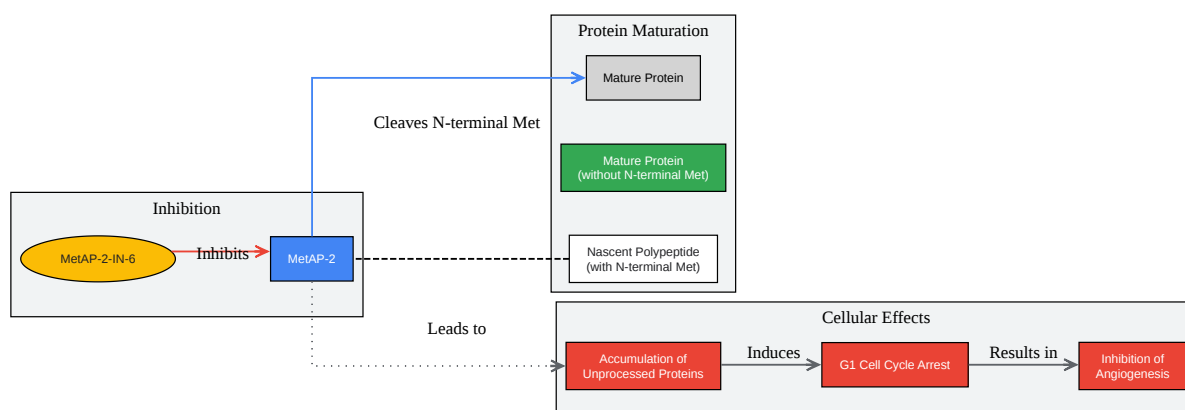 Protein Maturation
Mature Protein
Cleaves N-terminal Met
Mature Protein
(without N-terminal Met)
Inhibition
MetAP-2-IN-6
Inhibits
MetAP-2
Nascent Polypeptide
(with N-terminal Met)
Leads to
Cellular Effects
Accumulation of
Unprocessed Proteins
Induces
G1 Cell Cycle Arrest
Results in
Inhibition of
Angiogenesis